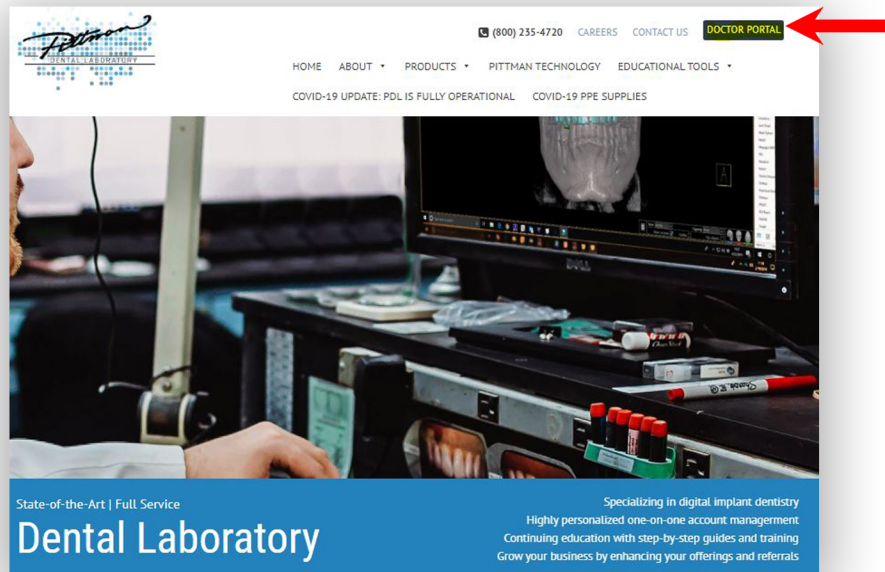 Pittman
DENTAL LABORATORY
(800) 235-4720 CAREERS CONTACT US DOCTOR PORTAL
HOME ABOUT PRODUCTS PITTMAN TECHNOLOGY EDUCATIONAL TOOLS
COVID-19 UPDATE: PDL IS FULLY OPERATIONAL COVID-19 PPE SUPPLIES
A
DELL
State-of-the-Art | Full Service
Dental Laboratory
Specializing in digital implant dentistry
Highly personalized one-on-one account managerment
Continuing education with step-by-step guides and training
Grow your business by enhancing your offerings and referrals